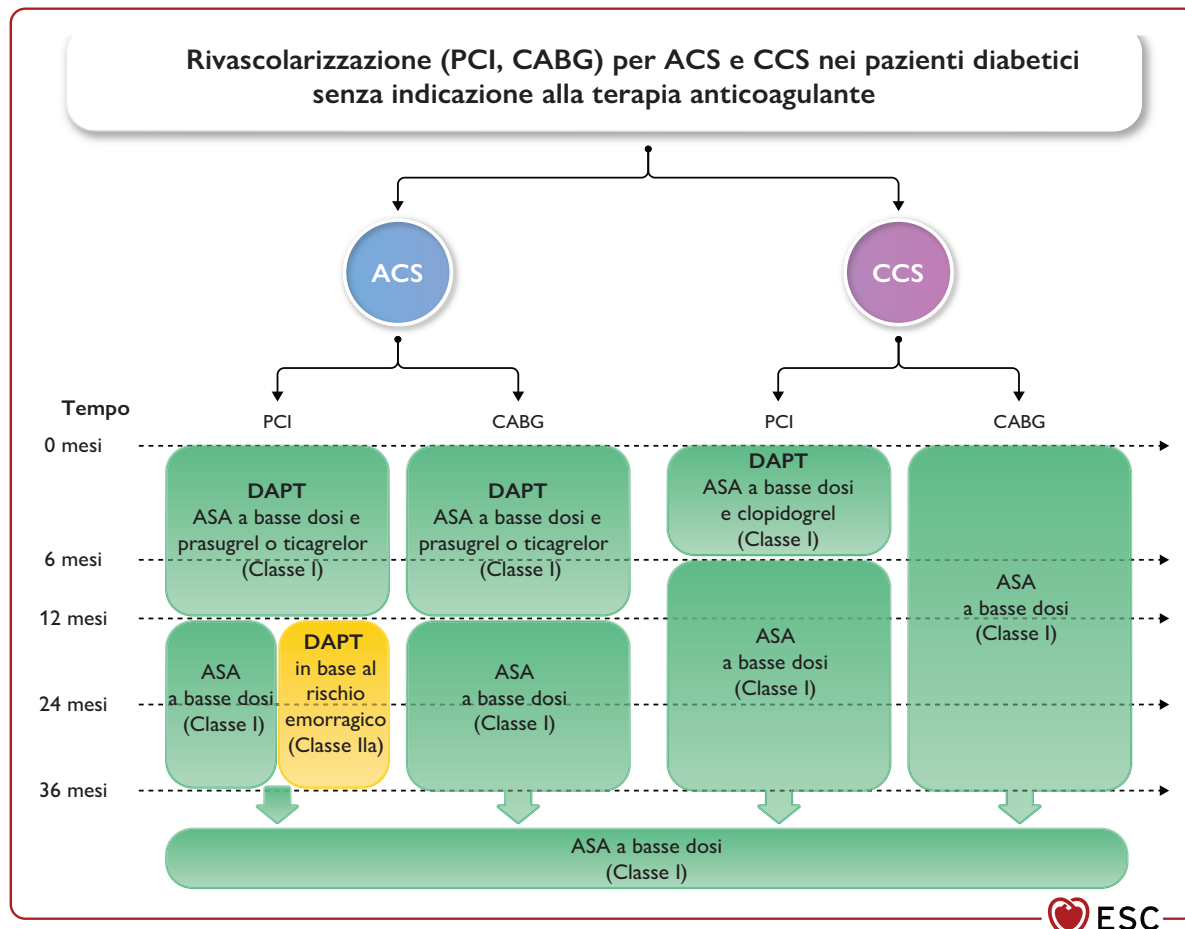 Rivascolarizzazione (PCI, CABG) per ACS e CCS nei pazienti diabetici
senza indicazione alla terapia anticoagulante
ACS
CCS
Tempo
PCI
CABG
PCI
CABG
0 mesi
DAPT
ASA a basse dosi e
prasugrel o ticagrelor
(Classe I)
DAPT
ASA a basse dosi e
prasugrel o ticagrelor
(Classe I)
DAPT
ASA a basse dosi
e clopidogrel
(Classe I)
6 mesi
ASA
a basse dosi
(Classe I)
ASA
a basse dosi
(Classe I)
12 mesi
ASA
a basse dosi
(Classe I)
DAPT
in base al
rischio
emorragico
(Classe IIa)
ASA
a basse dosi
(Classe I)
24 mesi
36 mesi
ASA a basse dosi
(Classe I)
ESC